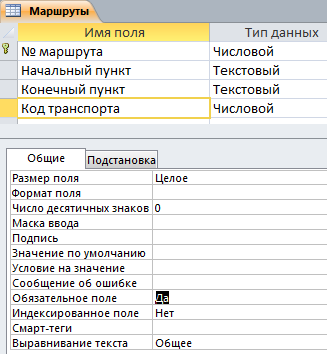 Маршруты
Имя поля Тип данных
№ маршрута Числовой
Начальный пункт Текстовый
Конечный пункт Текстовый
Код транспорта Числовой
Общие Подстановка
Размер поля Целое
Формат поля
Число десятичных знаков 0
Маска ввода
Подпись
Значение по умолчанию
Условие на значение
Сообщение об ошибке
Обязательное поле Да
Индексированное поле Нет
Смарт-теги
Выравнивание текста Общее